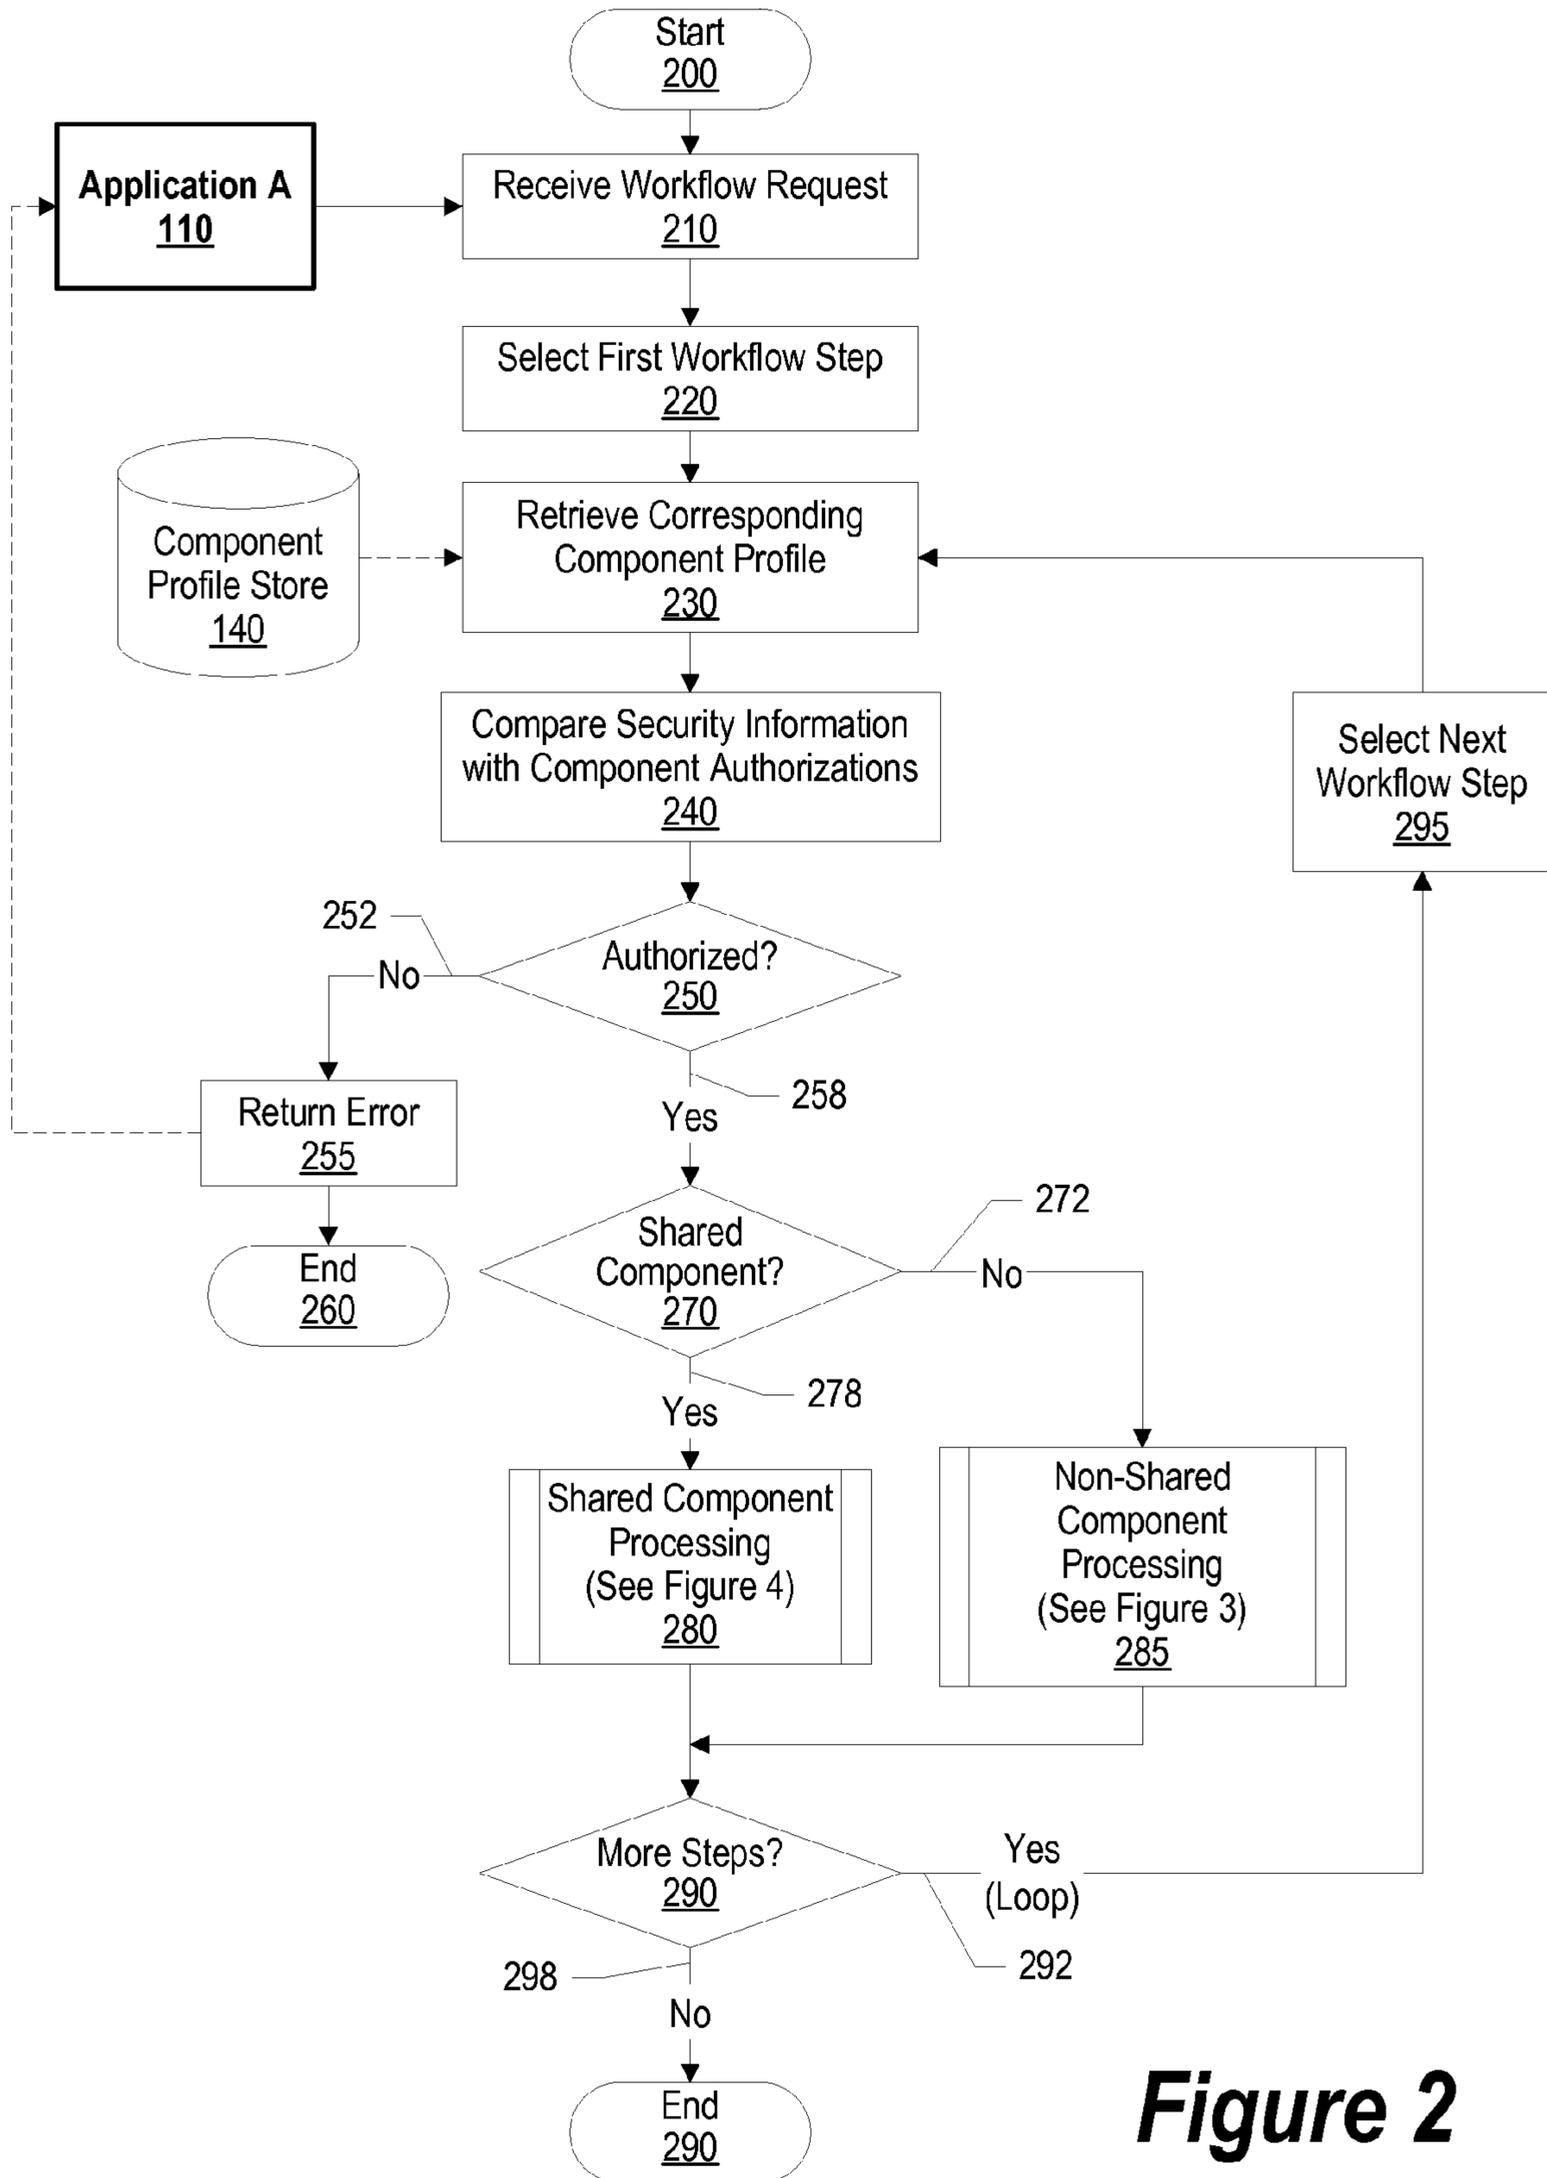 Start
200
Application A
110
Receive Workflow Request
210
Select First Workflow Step
220
Component
Profile Store
140
Retrieve Corresponding
Component Profile
230
Compare Security Information
with Component Authorizations
240
Select Next
Workflow Step
295
252
No
Authorized?
250
258
Yes
Return Error
255
End
260
Shared
Component?
270
272
No
278
Yes
Shared Component
Processing
(See Figure 4)
280
Non-Shared
Component
Processing
(See Figure 3)
285
More Steps?
290
Yes
(Loop)
292
298
No
End
290
Figure 2